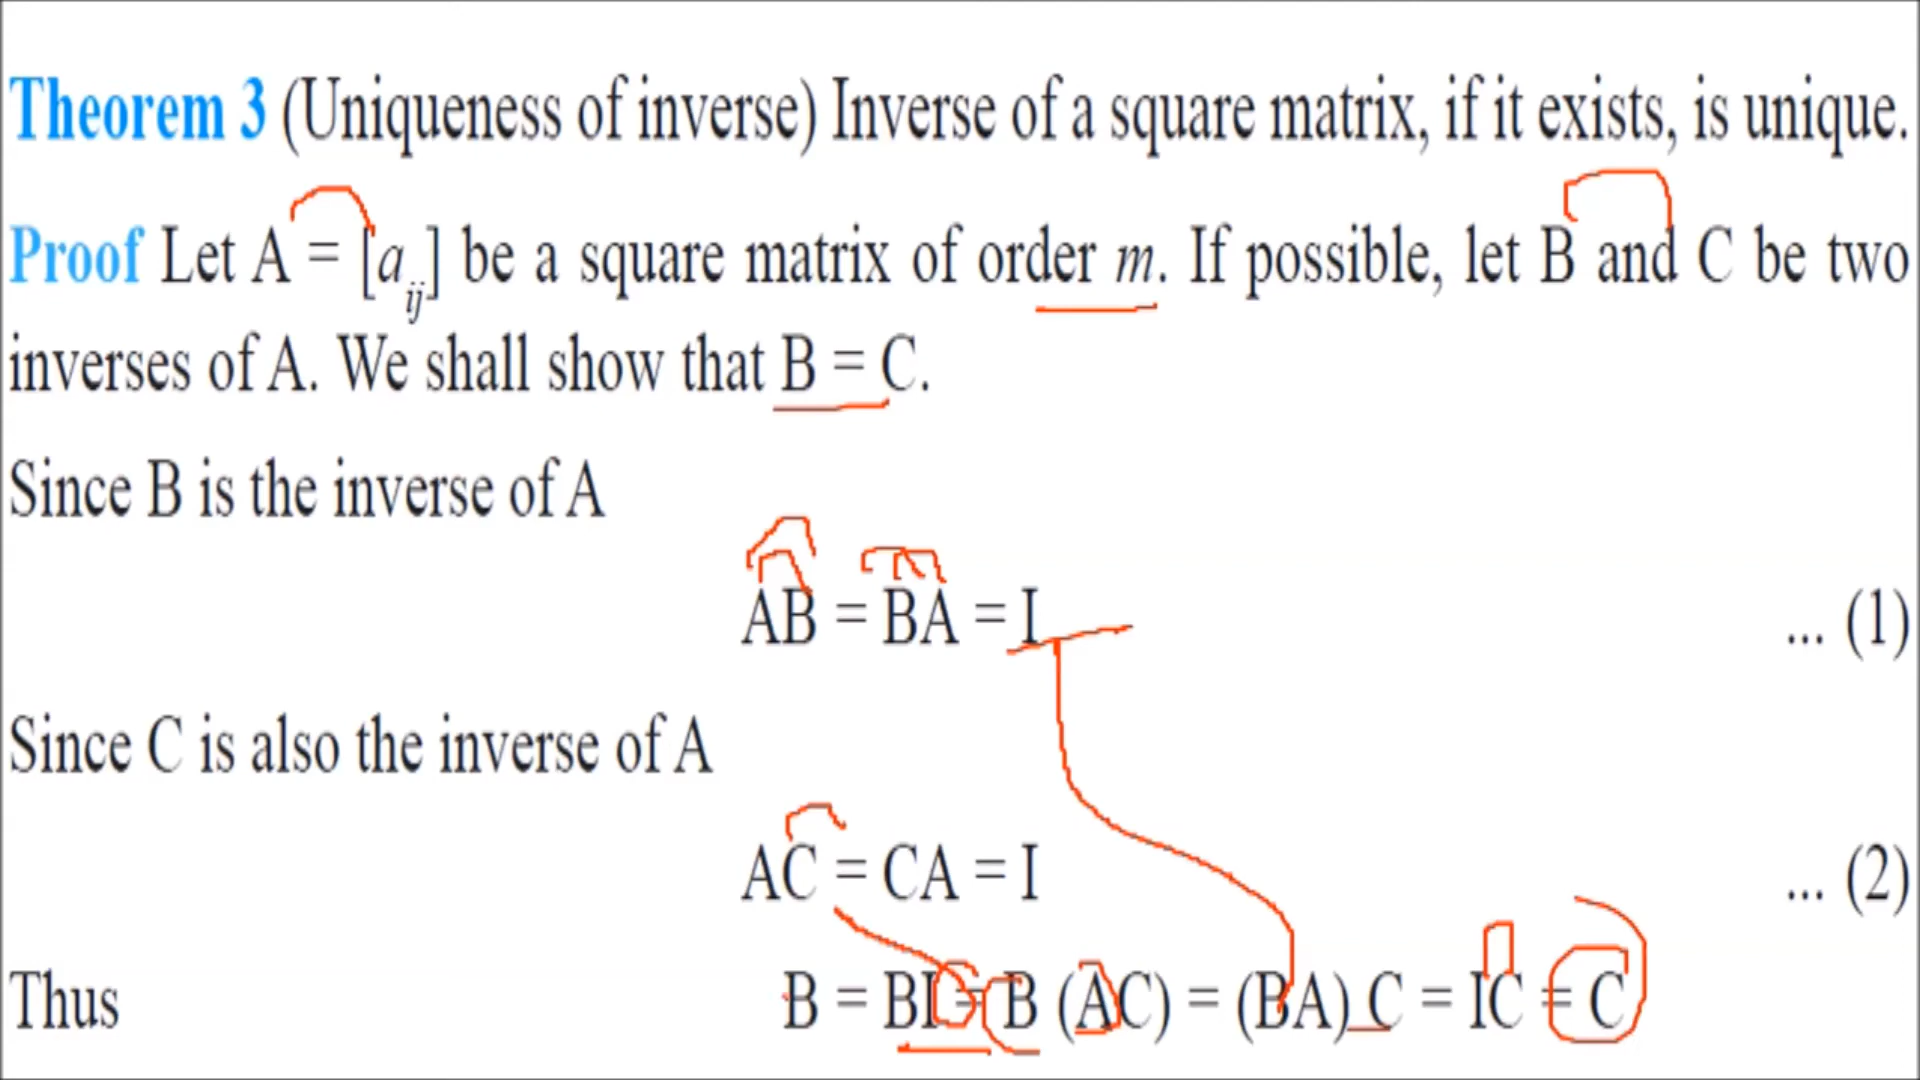 Theorem 3 (Uniqueness of inverse) Inverse of a square matrix, if it exists, is unique.
Proof Let A = [a_ij] be a square matrix of order m. If possible, let B and C be two
inverses of A. We shall show that B = C.
Since B is the inverse of A
AB = BA = I ... (1)
Since C is also the inverse of A
AC = CA = I ... (2)
Thus B = BI = B (AC) = (BA) C = IC = C